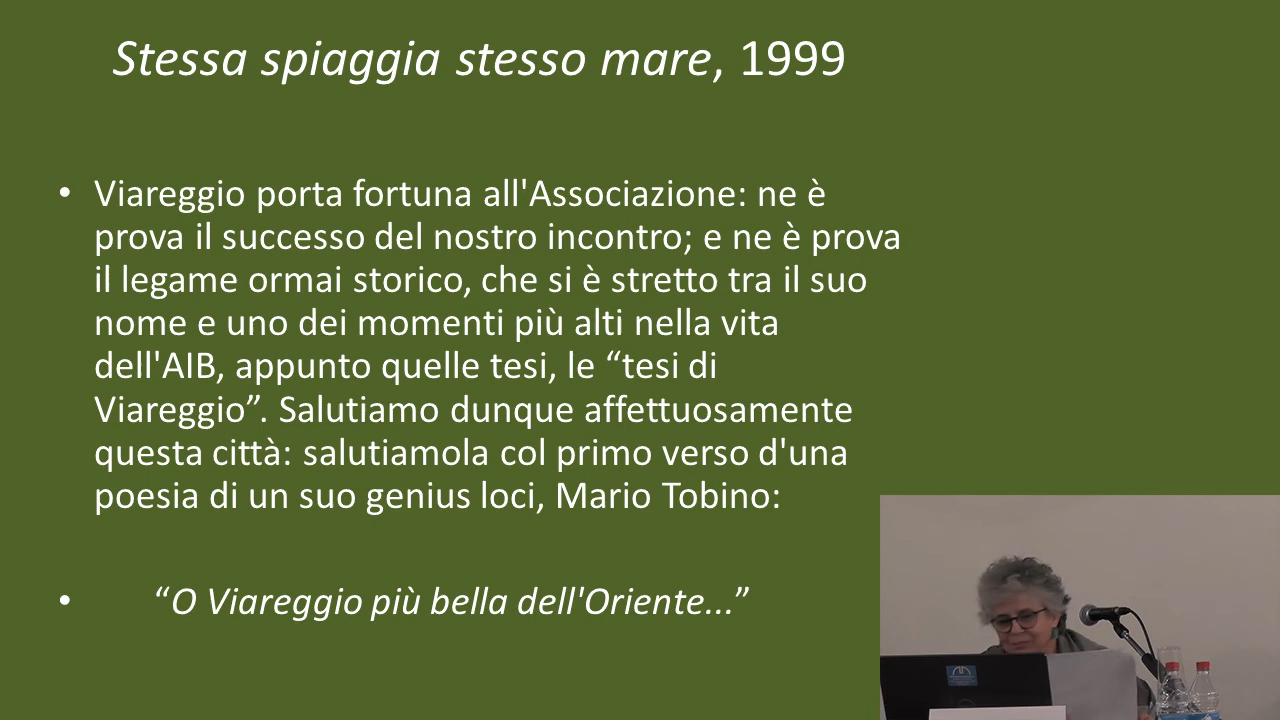 Stessa spiaggia stesso mare, 1999
• Viareggio porta fortuna all'Associazione: ne è
prova il successo del nostro incontro; e ne è prova
il legame ormai storico, che si è stretto tra il suo
nome e uno dei momenti più alti nella vita
dell'AIB, appunto quelle tesi, le “tesi di
Viareggio”. Salutiamo dunque affettuosamente
questa città: salutiamola col primo verso d'una
poesia di un suo genius loci, Mario Tobino:
• “O Viareggio più bella dell'Oriente...”